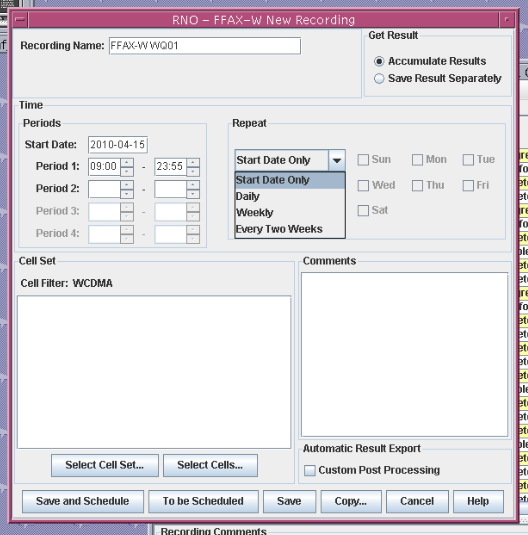 RNO – FFAX–W New Recording
Recording Name: FFAX-W WQ01
Get Result
Accumulate Results
Save Result Separately
Time
Periods
Start Date: 2010-04-15
Period 1: 09:00 - 23:55
Period 2: -
Period 3: -
Period 4: -
Repeat
Start Date Only
Start Date Only
Daily
Weekly
Every Two Weeks
Sun Mon Tue
Wed Thu Fri
Sat
Cell Set
Cell Filter: WCDMA
Select Cell Set... Select Cells...
Comments
Automatic Result Export
Custom Post Processing
Save and Schedule To be Scheduled Save Copy... Cancel Help
Recording Comments